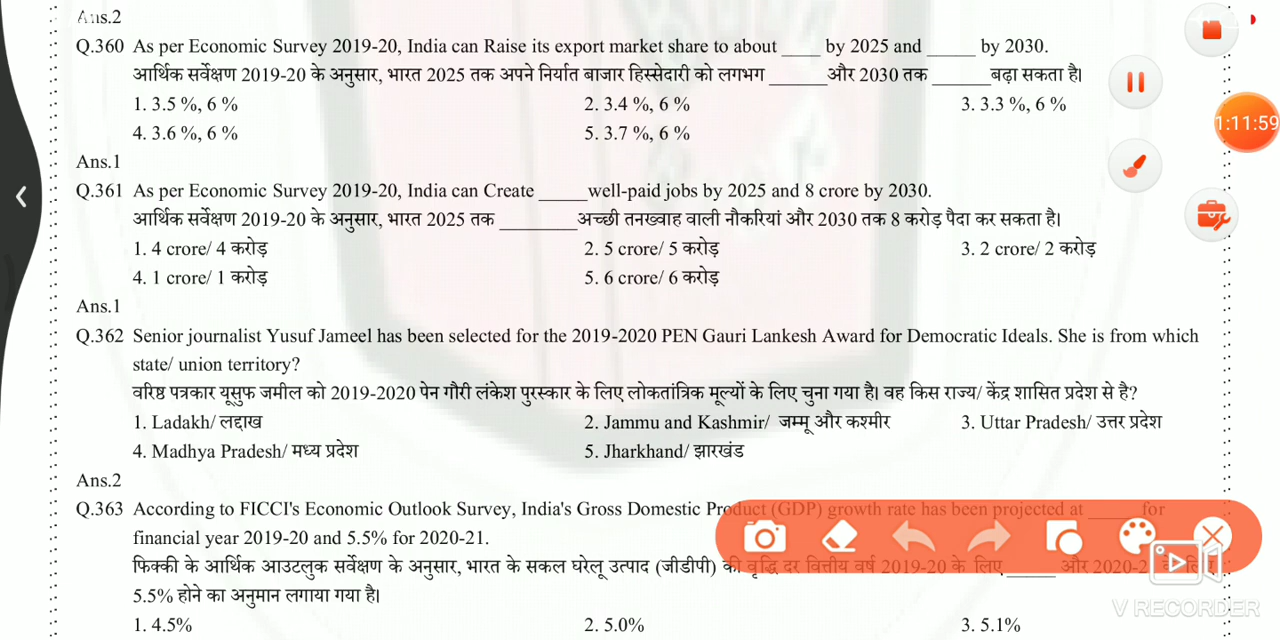 Ans.2
Q.360 As per Economic Survey 2019-20, India can Raise its export market share to about ____ by 2025 and _____ by 2030.
आर्थिक सर्वेक्षण 2019-20 के अनुसार, भारत 2025 तक अपने निर्यात बाजार हिस्सेदारी को लगभग ______ और 2030 तक ______ बढ़ा सकता है।
1. 3.5 %, 6 % 2. 3.4 %, 6 % 3. 3.3 %, 6 %
4. 3.6 %, 6 % 5. 3.7 %, 6 %
1:11:59
Ans.1
Q.361 As per Economic Survey 2019-20, India can Create _____ well-paid jobs by 2025 and 8 crore by 2030.
आर्थिक सर्वेक्षण 2019-20 के अनुसार, भारत 2025 तक ________ अच्छी तनख्वाह वाली नौकरियां और 2030 तक 8 करोड़ पैदा कर सकता है।
1. 4 crore/ 4 करोड़ 2. 5 crore/ 5 करोड़ 3. 2 crore/ 2 करोड़
4. 1 crore/ 1 करोड़ 5. 6 crore/ 6 करोड़
Ans.1
Q.362 Senior journalist Yusuf Jameel has been selected for the 2019-2020 PEN Gauri Lankesh Award for Democratic Ideals. She is from which
state/ union territory?
वरिष्ठ पत्रकार यूसुफ जमील को 2019-2020 पेन गौरी लंकेश पुरस्कार के लिए लोकतांत्रिक मूल्यों के लिए चुना गया है। वह किस राज्य/ केंद्र शासित प्रदेश से है?
1. Ladakh/ लद्दाख 2. Jammu and Kashmir/ जम्मू और कश्मीर 3. Uttar Pradesh/ उत्तर प्रदेश
4. Madhya Pradesh/ मध्य प्रदेश 5. Jharkhand/ झारखंड
Ans.2
Q.363 According to FICCI's Economic Outlook Survey, India's Gross Domestic Product (GDP) growth rate has been projected at _____ for
financial year 2019-20 and 5.5% for 2020-21.
फिक्की के आर्थिक आउटलुक सर्वेक्षण के अनुसार, भारत के सकल घरेलू उत्पाद (जीडीपी) की वृद्धि दर वित्तीय वर्ष 2019-20 के लिए _____ और
5.5% होने का अनुमान लगाया गया है।
V RECORDER
1. 4.5% 2. 5.0% 3. 5.1%